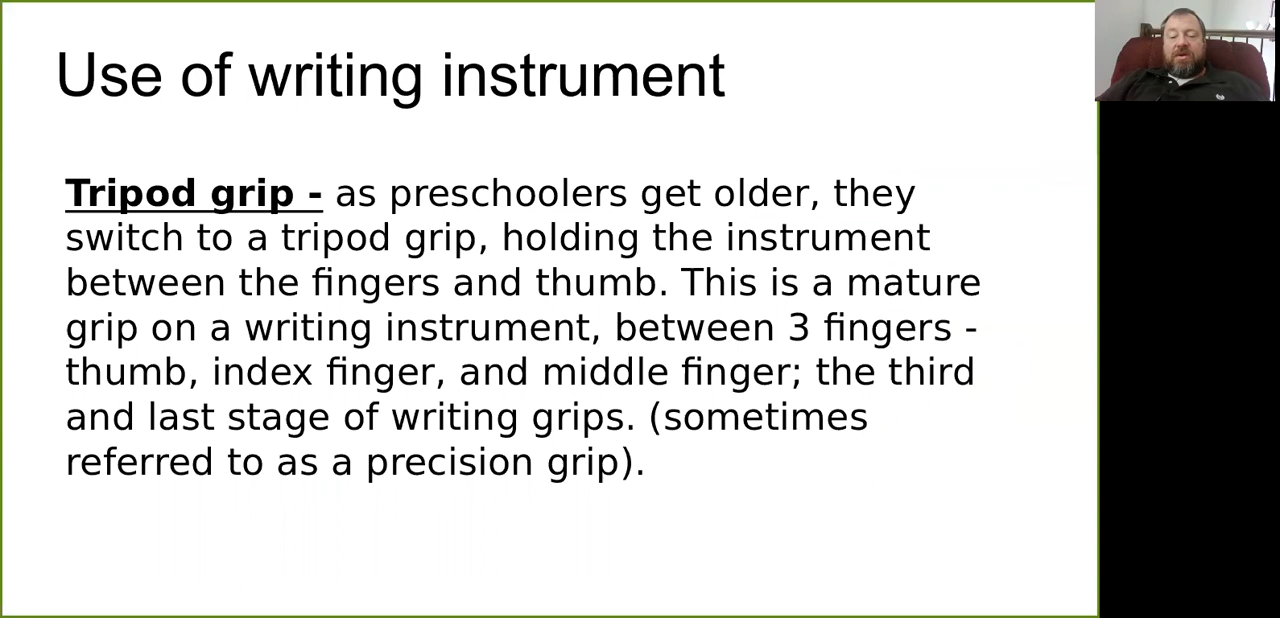 Use of writing instrument
Tripod grip - as preschoolers get older, they
switch to a tripod grip, holding the instrument
between the fingers and thumb. This is a mature
grip on a writing instrument, between 3 fingers -
thumb, index finger, and middle finger; the third
and last stage of writing grips. (sometimes
referred to as a precision grip).